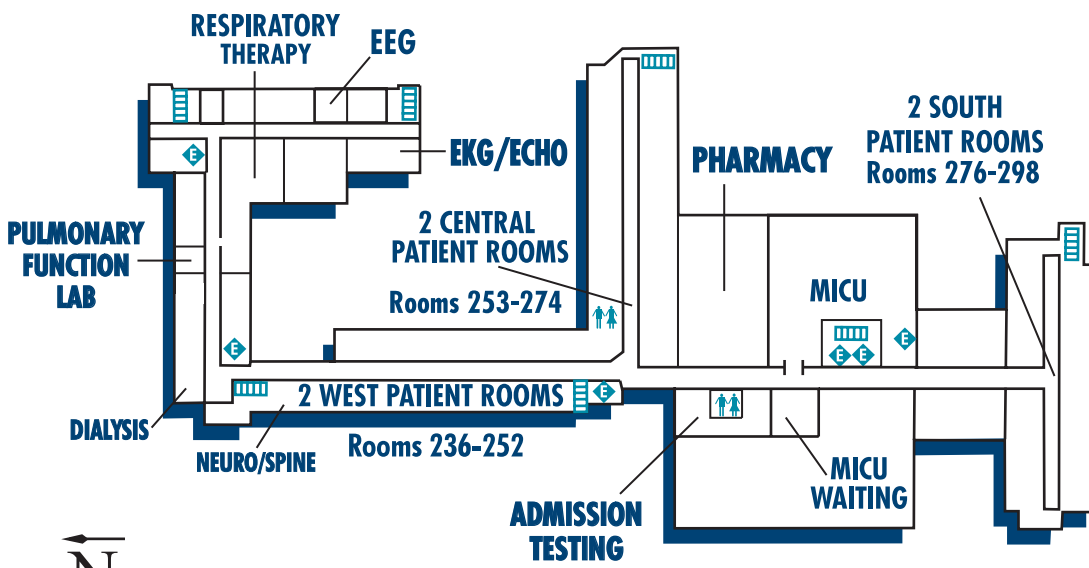 RESPIRATORY
THERAPY
EEG
EKG/ECHO
PULMONARY
FUNCTION
LAB
2 CENTRAL
PATIENT ROOMS
Rooms 253-274
PHARMACY
2 SOUTH
PATIENT ROOMS
Rooms 276-298
MICU
E
E
E
E
E
E
2 WEST PATIENT ROOMS
Rooms 236-252
DIALYSIS
NEURO/SPINE
ADMISSION
TESTING
MICU
WAITING
N